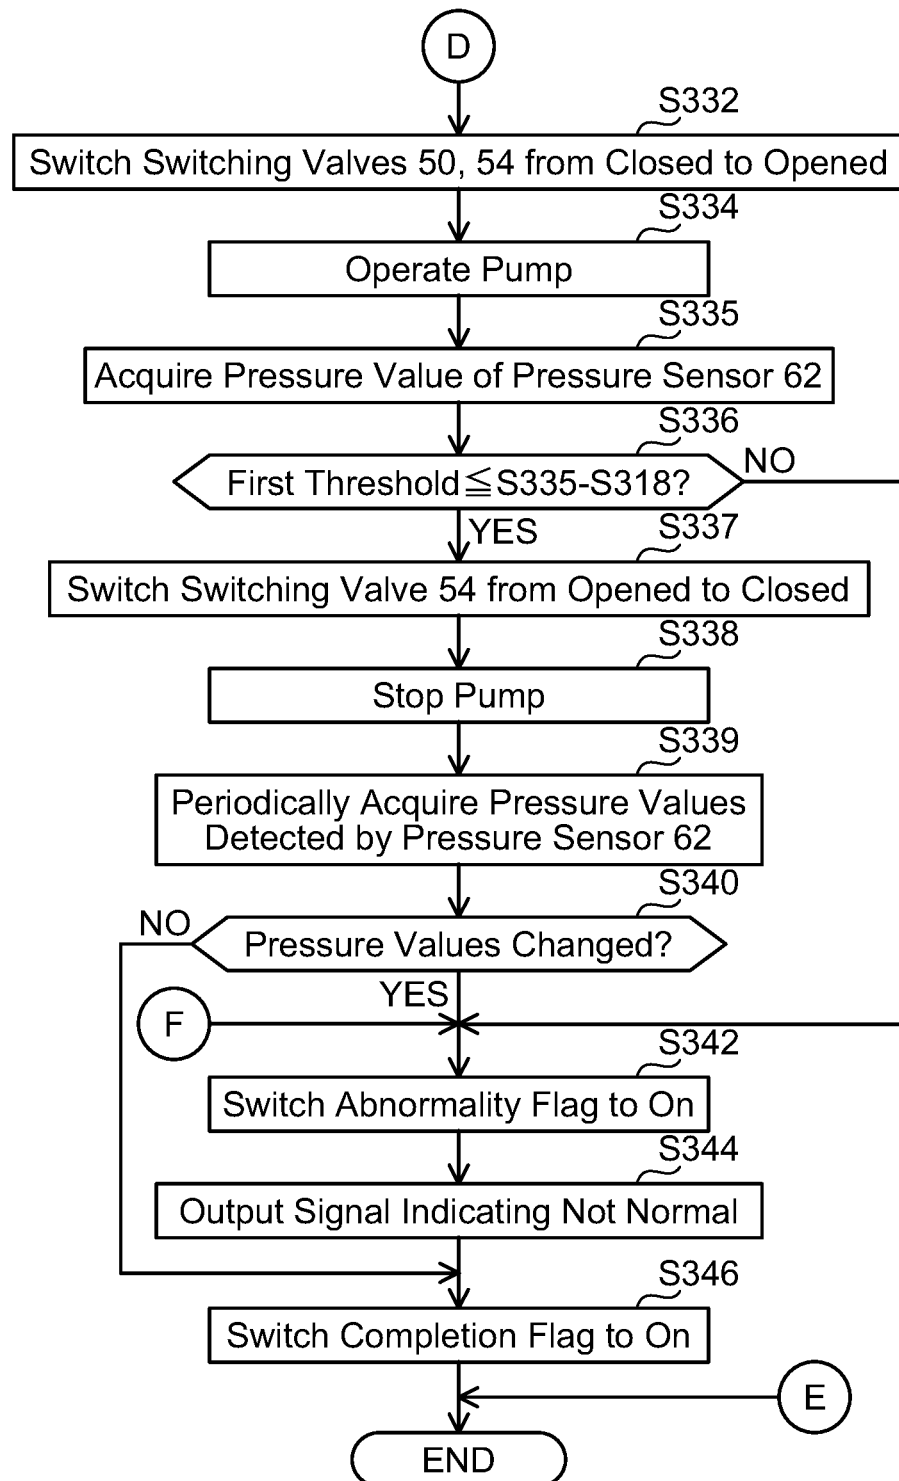 D
S332
Switch Switching Valves 50, 54 from Closed to Opened
S334
Operate Pump
S335
Acquire Pressure Value of Pressure Sensor 62
S336
First Threshold≦S335-S318?
NO
YES
S337
Switch Switching Valve 54 from Opened to Closed
S338
Stop Pump
S339
Periodically Acquire Pressure Values
Detected by Pressure Sensor 62
S340
NO
Pressure Values Changed?
YES
F
S342
Switch Abnormality Flag to On
S344
Output Signal Indicating Not Normal
S346
Switch Completion Flag to On
E
END